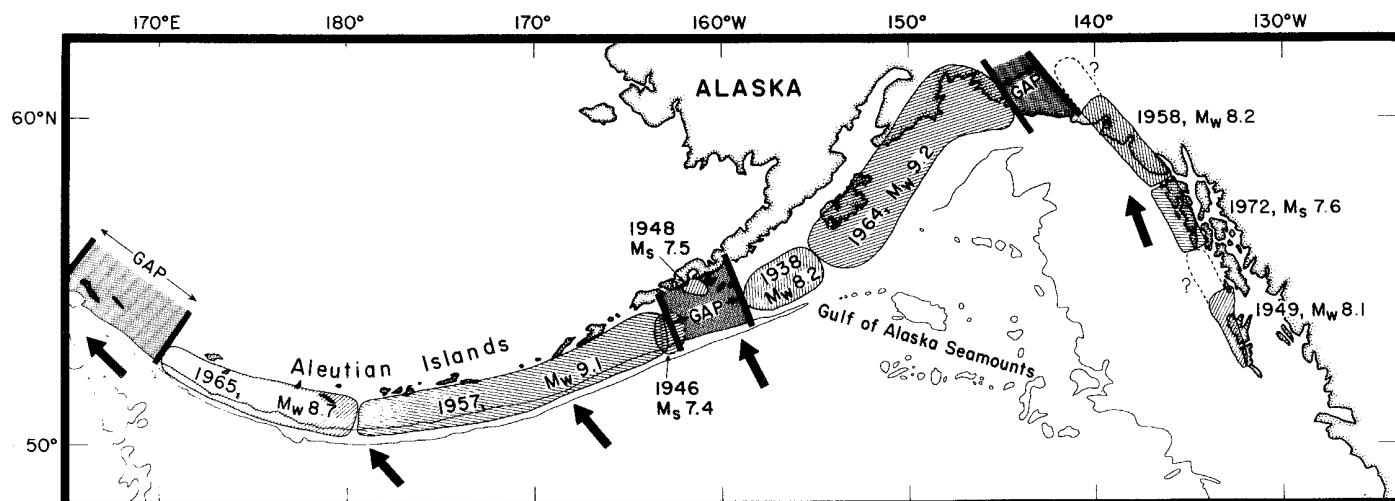 170°E 180° 170° 160°W 150° 140° 130°W
60°N
50°
ALASKA
GAP
1958, Mw 8.2
?
1972, Ms 7.6
?
1949, Mw 8.1
1964, Mw 9.2
1948
Ms 7.5
1938
Mw 8.2
GAP
GAP
Gulf of Alaska Seamounts
Aleutian Islands
1965,
Mw 8.7
1957,
Mw 9.1
1946
Ms 7.4